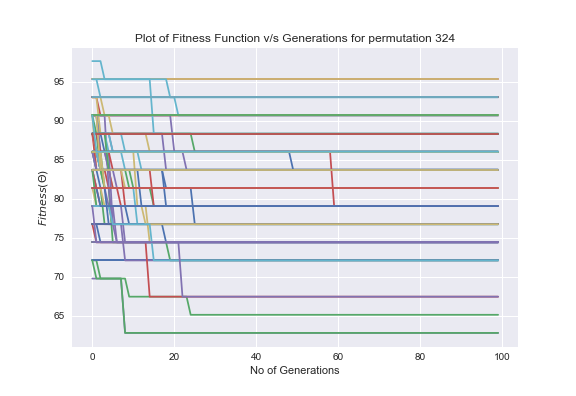 Plot of Fitness Function v/s Generations for permutation 324
Fitness(Θ)
95
90
85
80
75
70
65
0 20 40 60 80 100
No of Generations